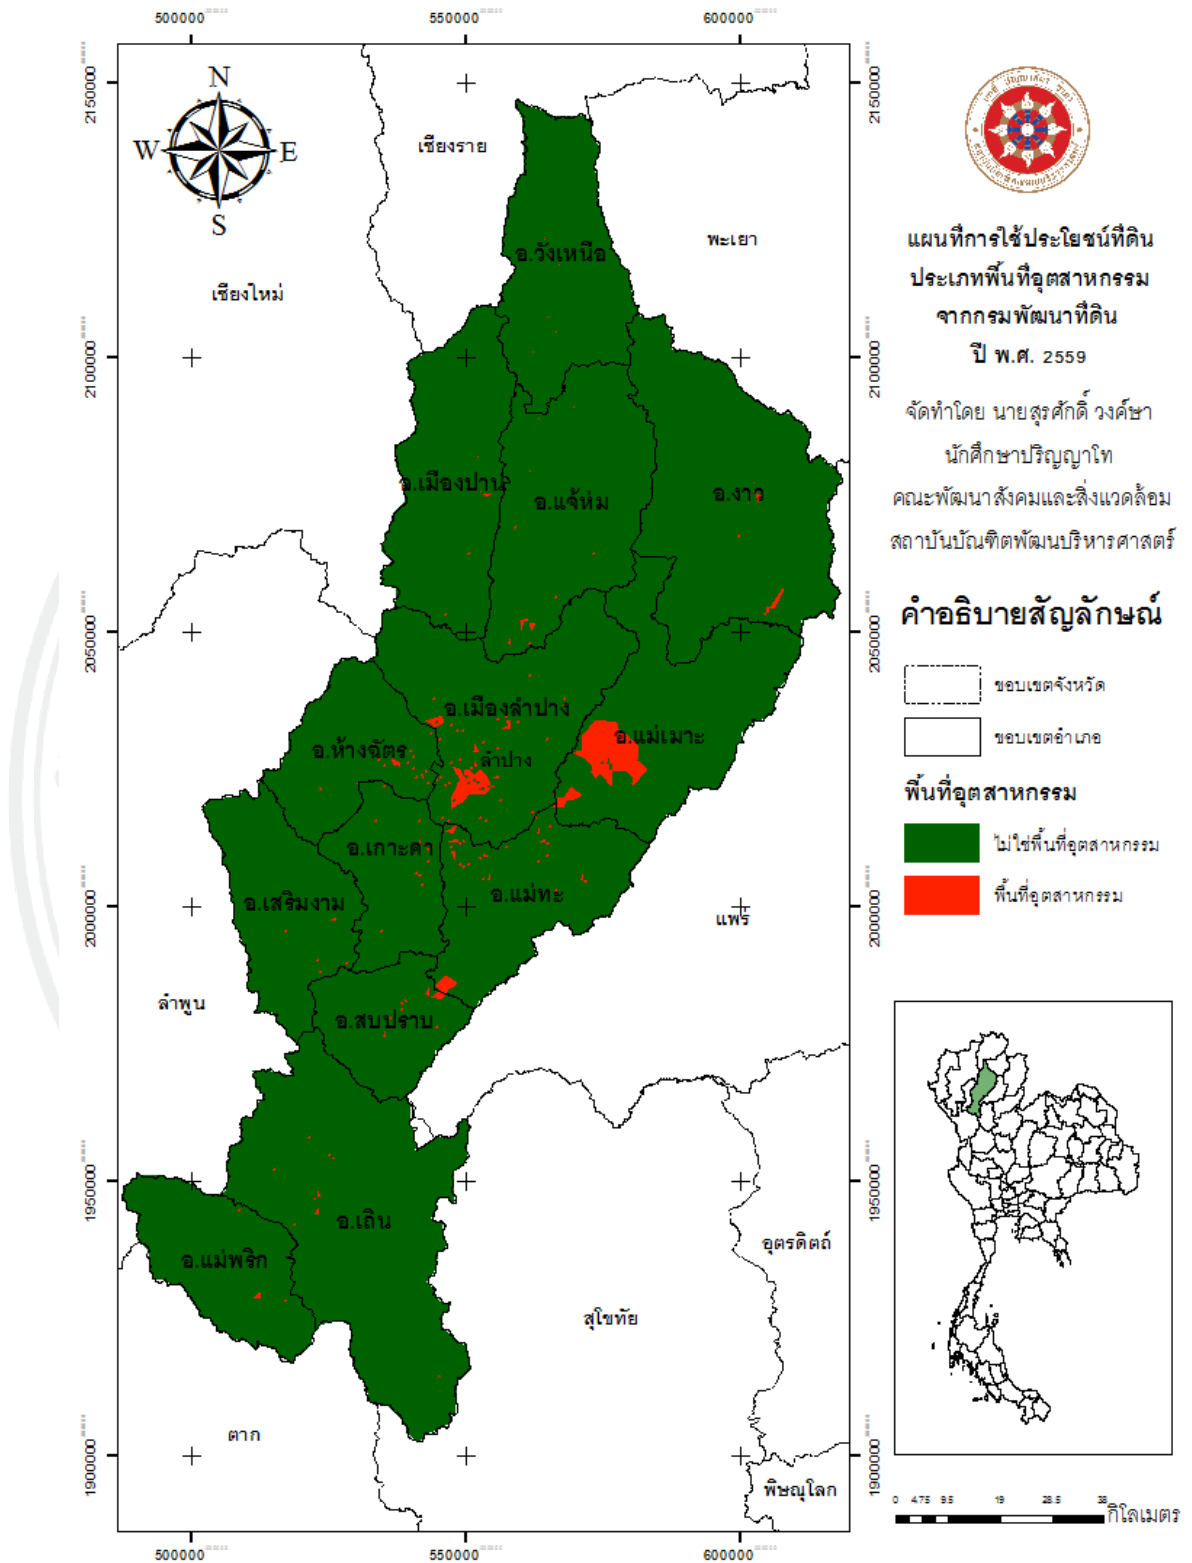 500000
550000
600000
2150000
2150000
N
W
E
S
เชียงราย
พะเยา
เชียงใหม่
อ.วังเหนือ
2100000
2100000
อ.เมืองปาน
อ.แจ้ห่ม
อ.งาว
2050000
2050000
อ.เมืองลำปาง
อ.ห้างฉัตร
ลำปาง
อ.แม่เมาะ
อ.เกาะคา
อ.เสริมงาม
อ.แม่ทะ
2000000
2000000
แพร่
ลำพูน
อ.สบปราบ
1950000
1950000
อ.เถิน
อ.แม่พริก
อุตรดิตถ์
สุโขทัย
ตาก
1900000
1900000
พิษณุโลก
500000
550000
600000
แผนที่การใช้ประโยชน์ที่ดิน
ประเภทพื้นที่อุตสาหกรรม
จากกรมพัฒนาที่ดิน
ปี พ.ศ. 2559
จัดทำโดย นายสุรศักดิ์ วงค์ษา
นักศึกษาปริญญาโท
คณะพัฒนาสังคมและสิ่งแวดล้อม
สถาบันบัณฑิตพัฒนบริหารศาสตร์
คำอธิบายสัญลักษณ์
ขอบเขตจังหวัด
ขอบเขตอำเภอ
พื้นที่อุตสาหกรรม
ไม่ใช่พื้นที่อุตสาหกรรม
พื้นที่อุตสาหกรรม
0 4.75 9.5 19 28.5 38
กิโลเมตร